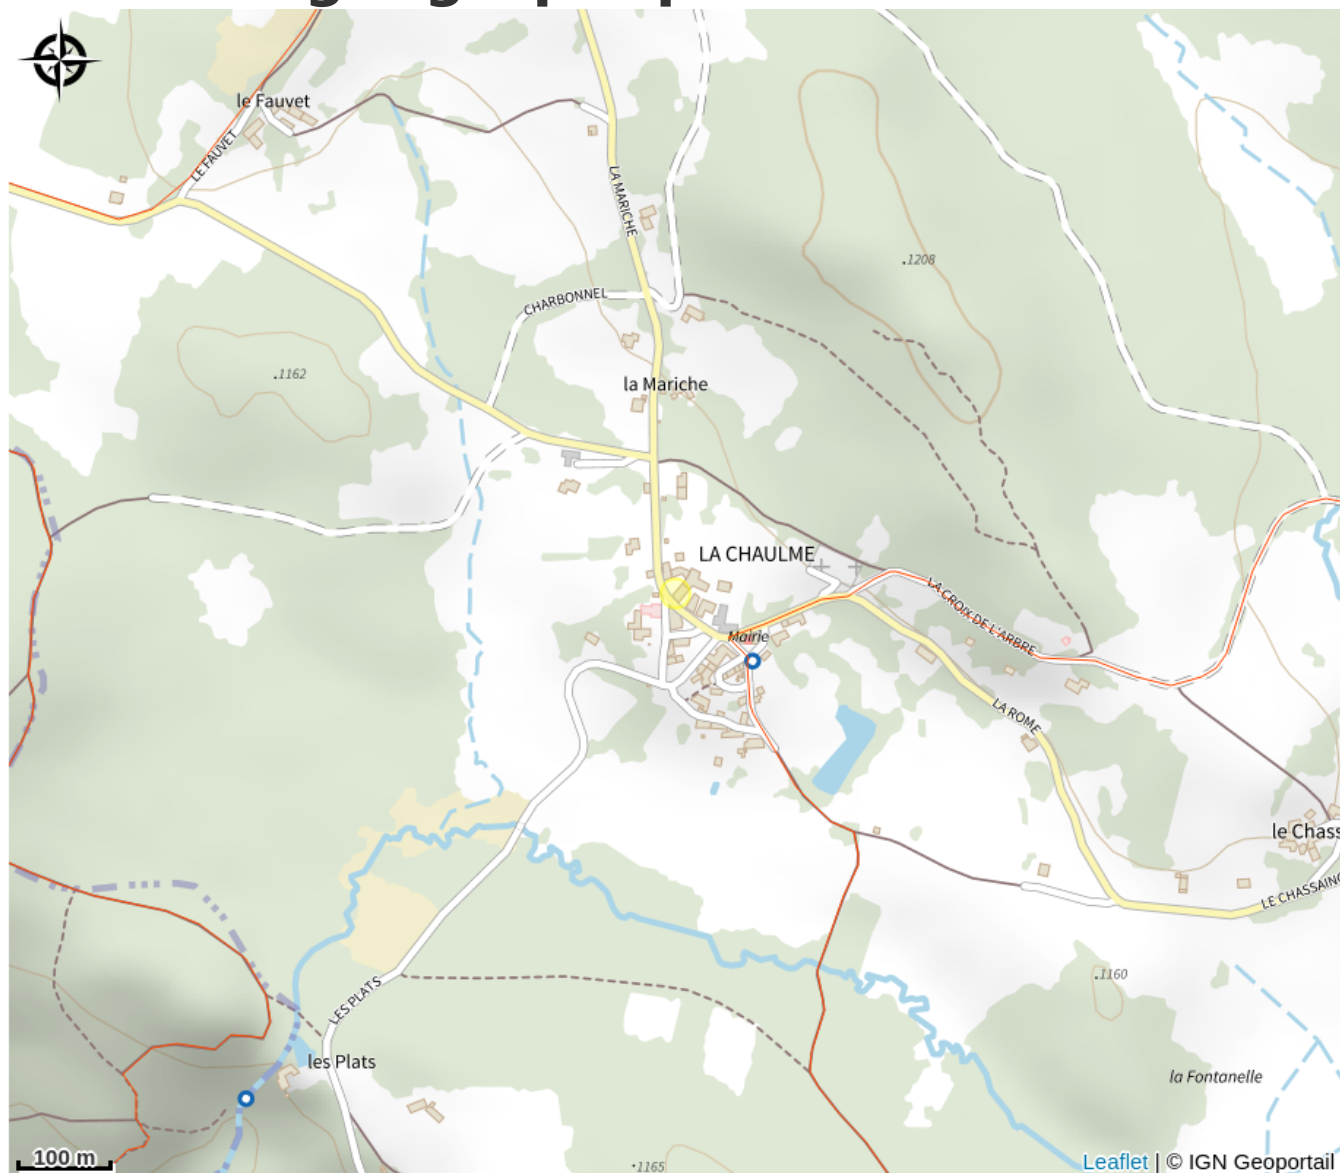 le Fauvet
LE FAUVET
LA MARICHE
.1208
CHARBONNEL
.1162
la Mariche
LA CHAULME
LA CROIX DE L'ARBRE
Mairie
LA ROME
le Chass
LE CHASSAING
.1160
LES PLATS
les Plats
la Fontanelle
100 m
.1165
Leaflet | © IGN Geoportail